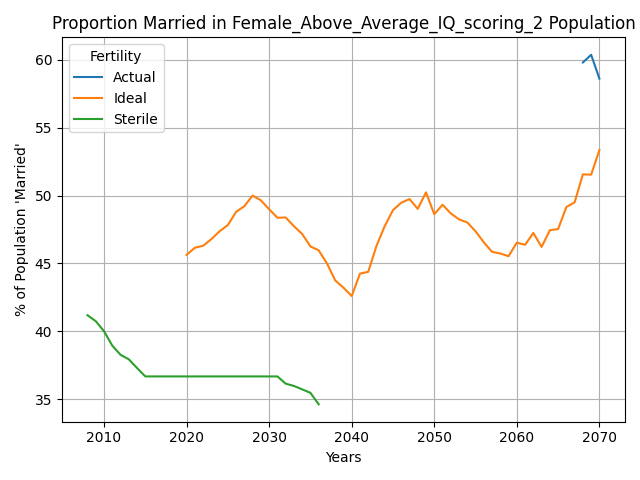 Proportion Married in Female_Above_Average_IQ_scoring_2 Population
Fertility
Actual
Ideal
Sterile
% of Population 'Married'
60
55
50
45
40
35
2010 2020 2030 2040 2050 2060 2070
Years